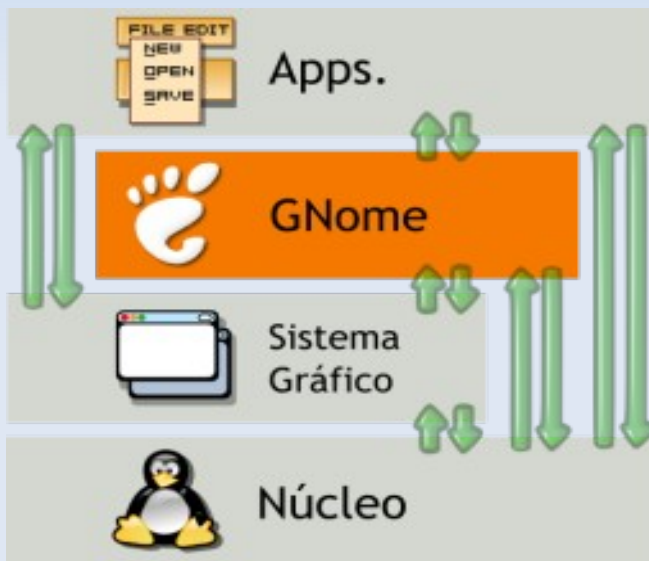 FILE EDIT
NEW
OPEN
SAVE
Apps.
GNome
Sistema
Gráfico
Núcleo